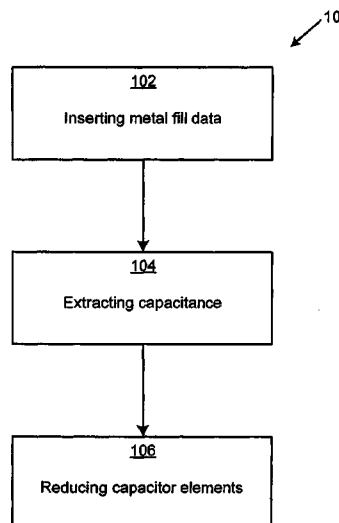 10
102
Inserting metal fill data
104
Extracting capacitance
106
Reducing capacitor elements